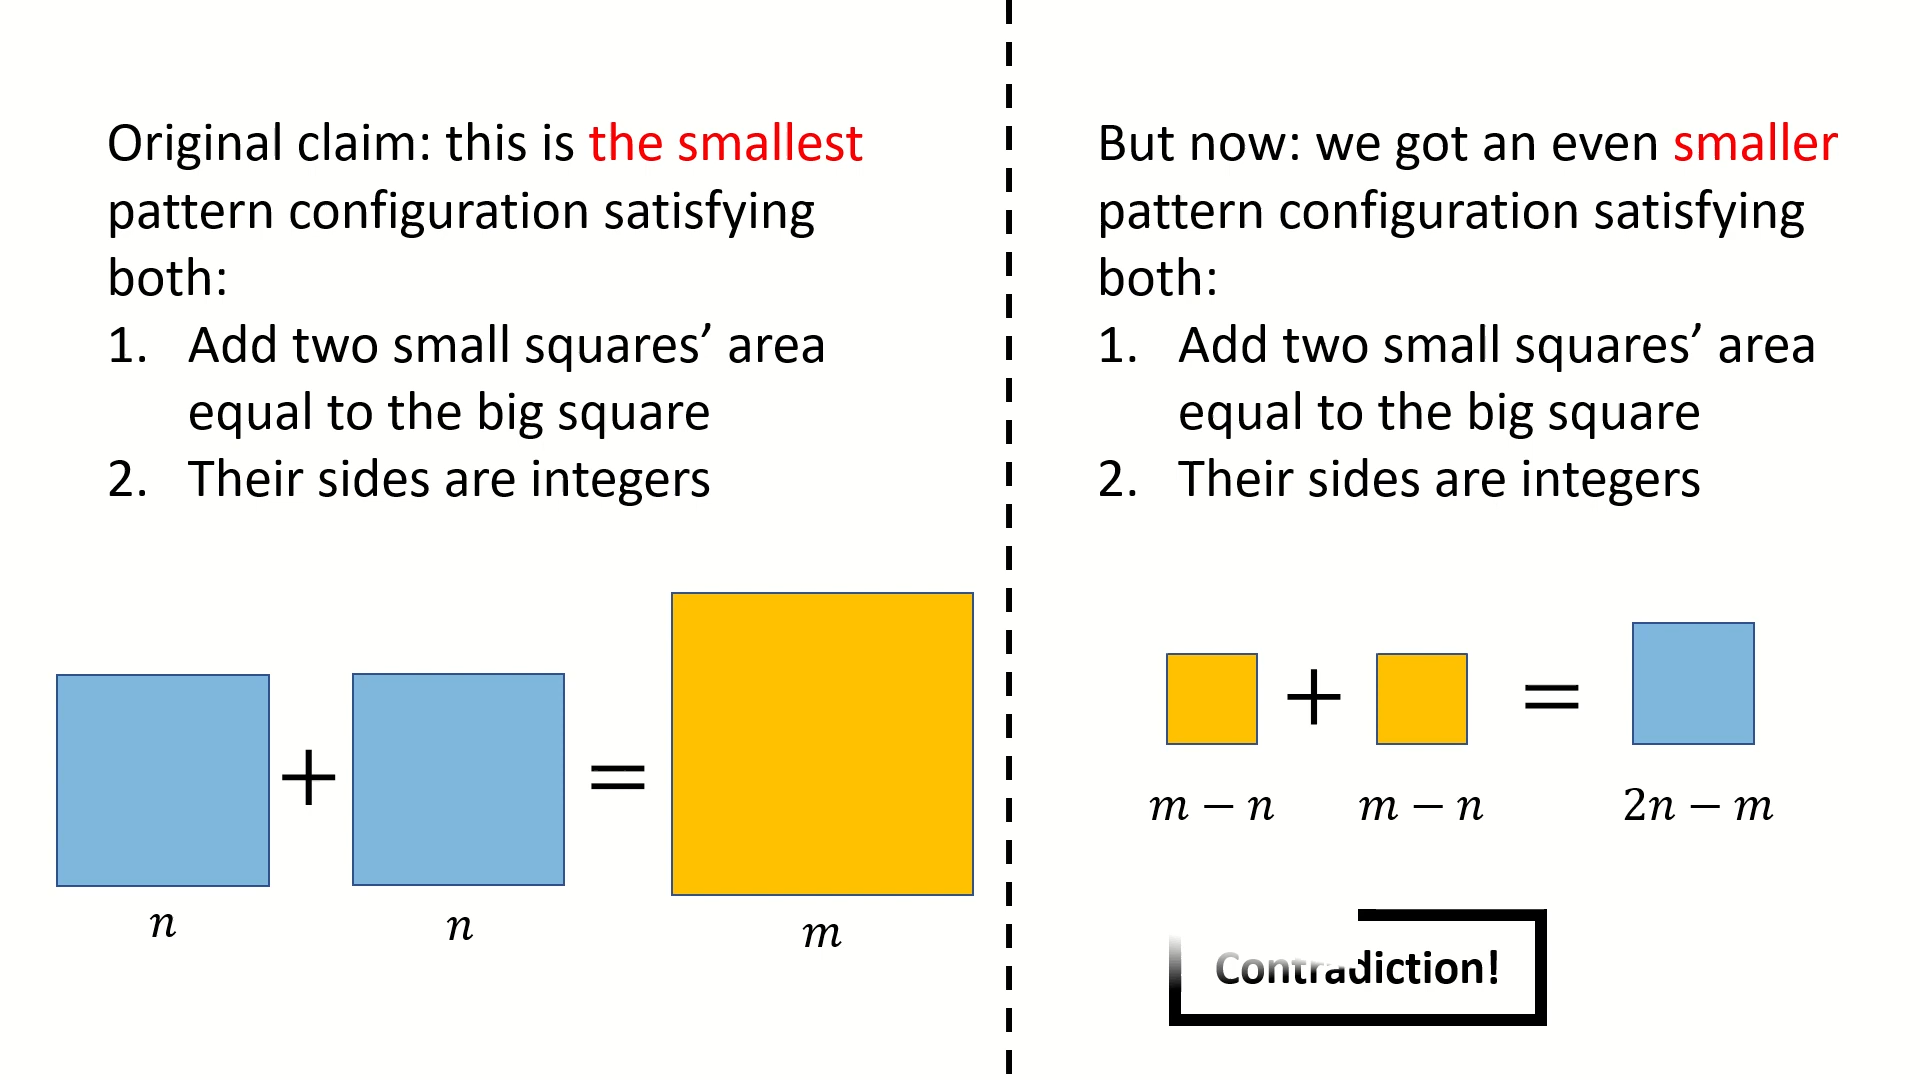 Original claim: this is the smallest
pattern configuration satisfying
both:
1. Add two small squares’ area
equal to the big square
2. Their sides are integers
+
=
n
n
m
But now: we got an even smaller
pattern configuration satisfying
both:
1. Add two small squares’ area
equal to the big square
2. Their sides are integers
+
=
m − n
m − n
2n − m
Contradiction!